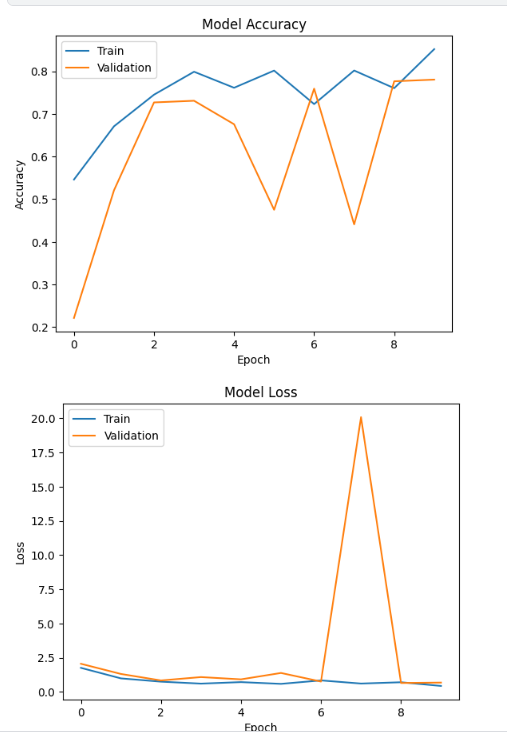 Model Accuracy
Train
Validation
0.8
0.7
0.6
0.5
0.4
0.3
0.2
Accuracy
0 2 4 6 8
Epoch
Model Loss
Train
Validation
20.0
17.5
15.0
12.5
10.0
7.5
5.0
2.5
0.0
Loss
0 2 4 6 8
Epoch